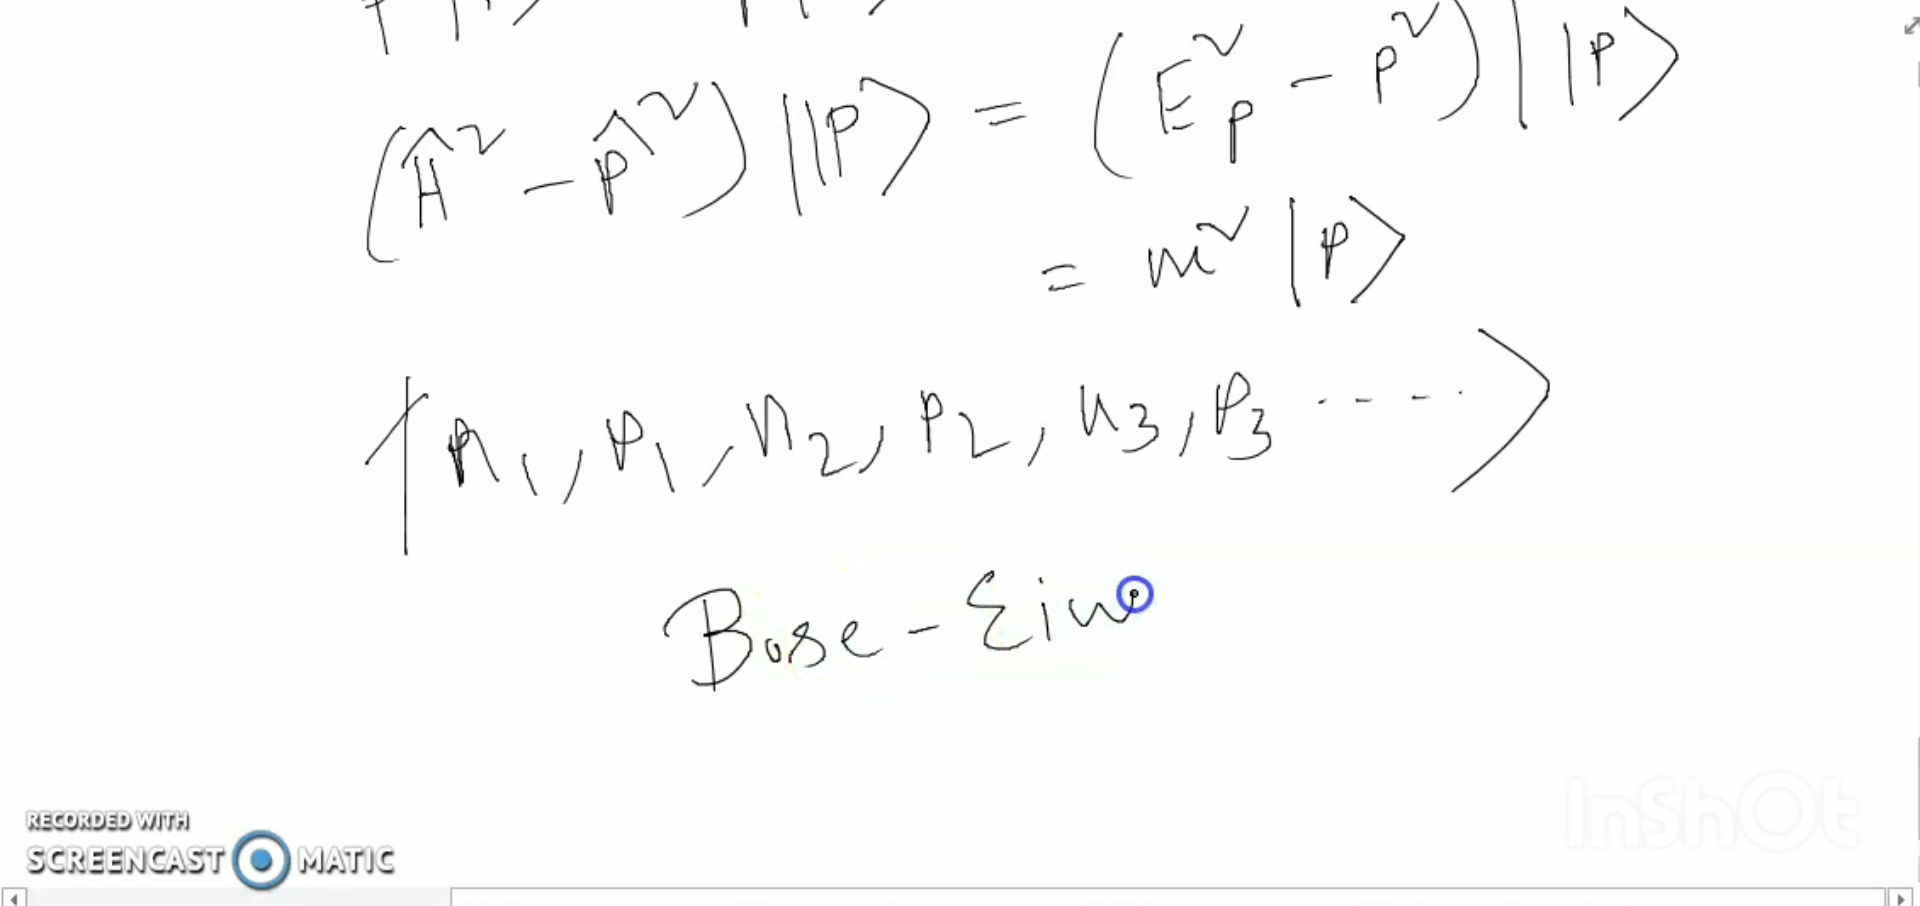 (Ĥ² - p̂²) ||p⟩ = (E_p² - p²) | |p⟩
= m² |p⟩
|n₁, p₁, n₂, p₂, n₃, p₃ ----⟩
Bose - Ein
RECORDED WITH
SCREENCAST MATIC
InShOt